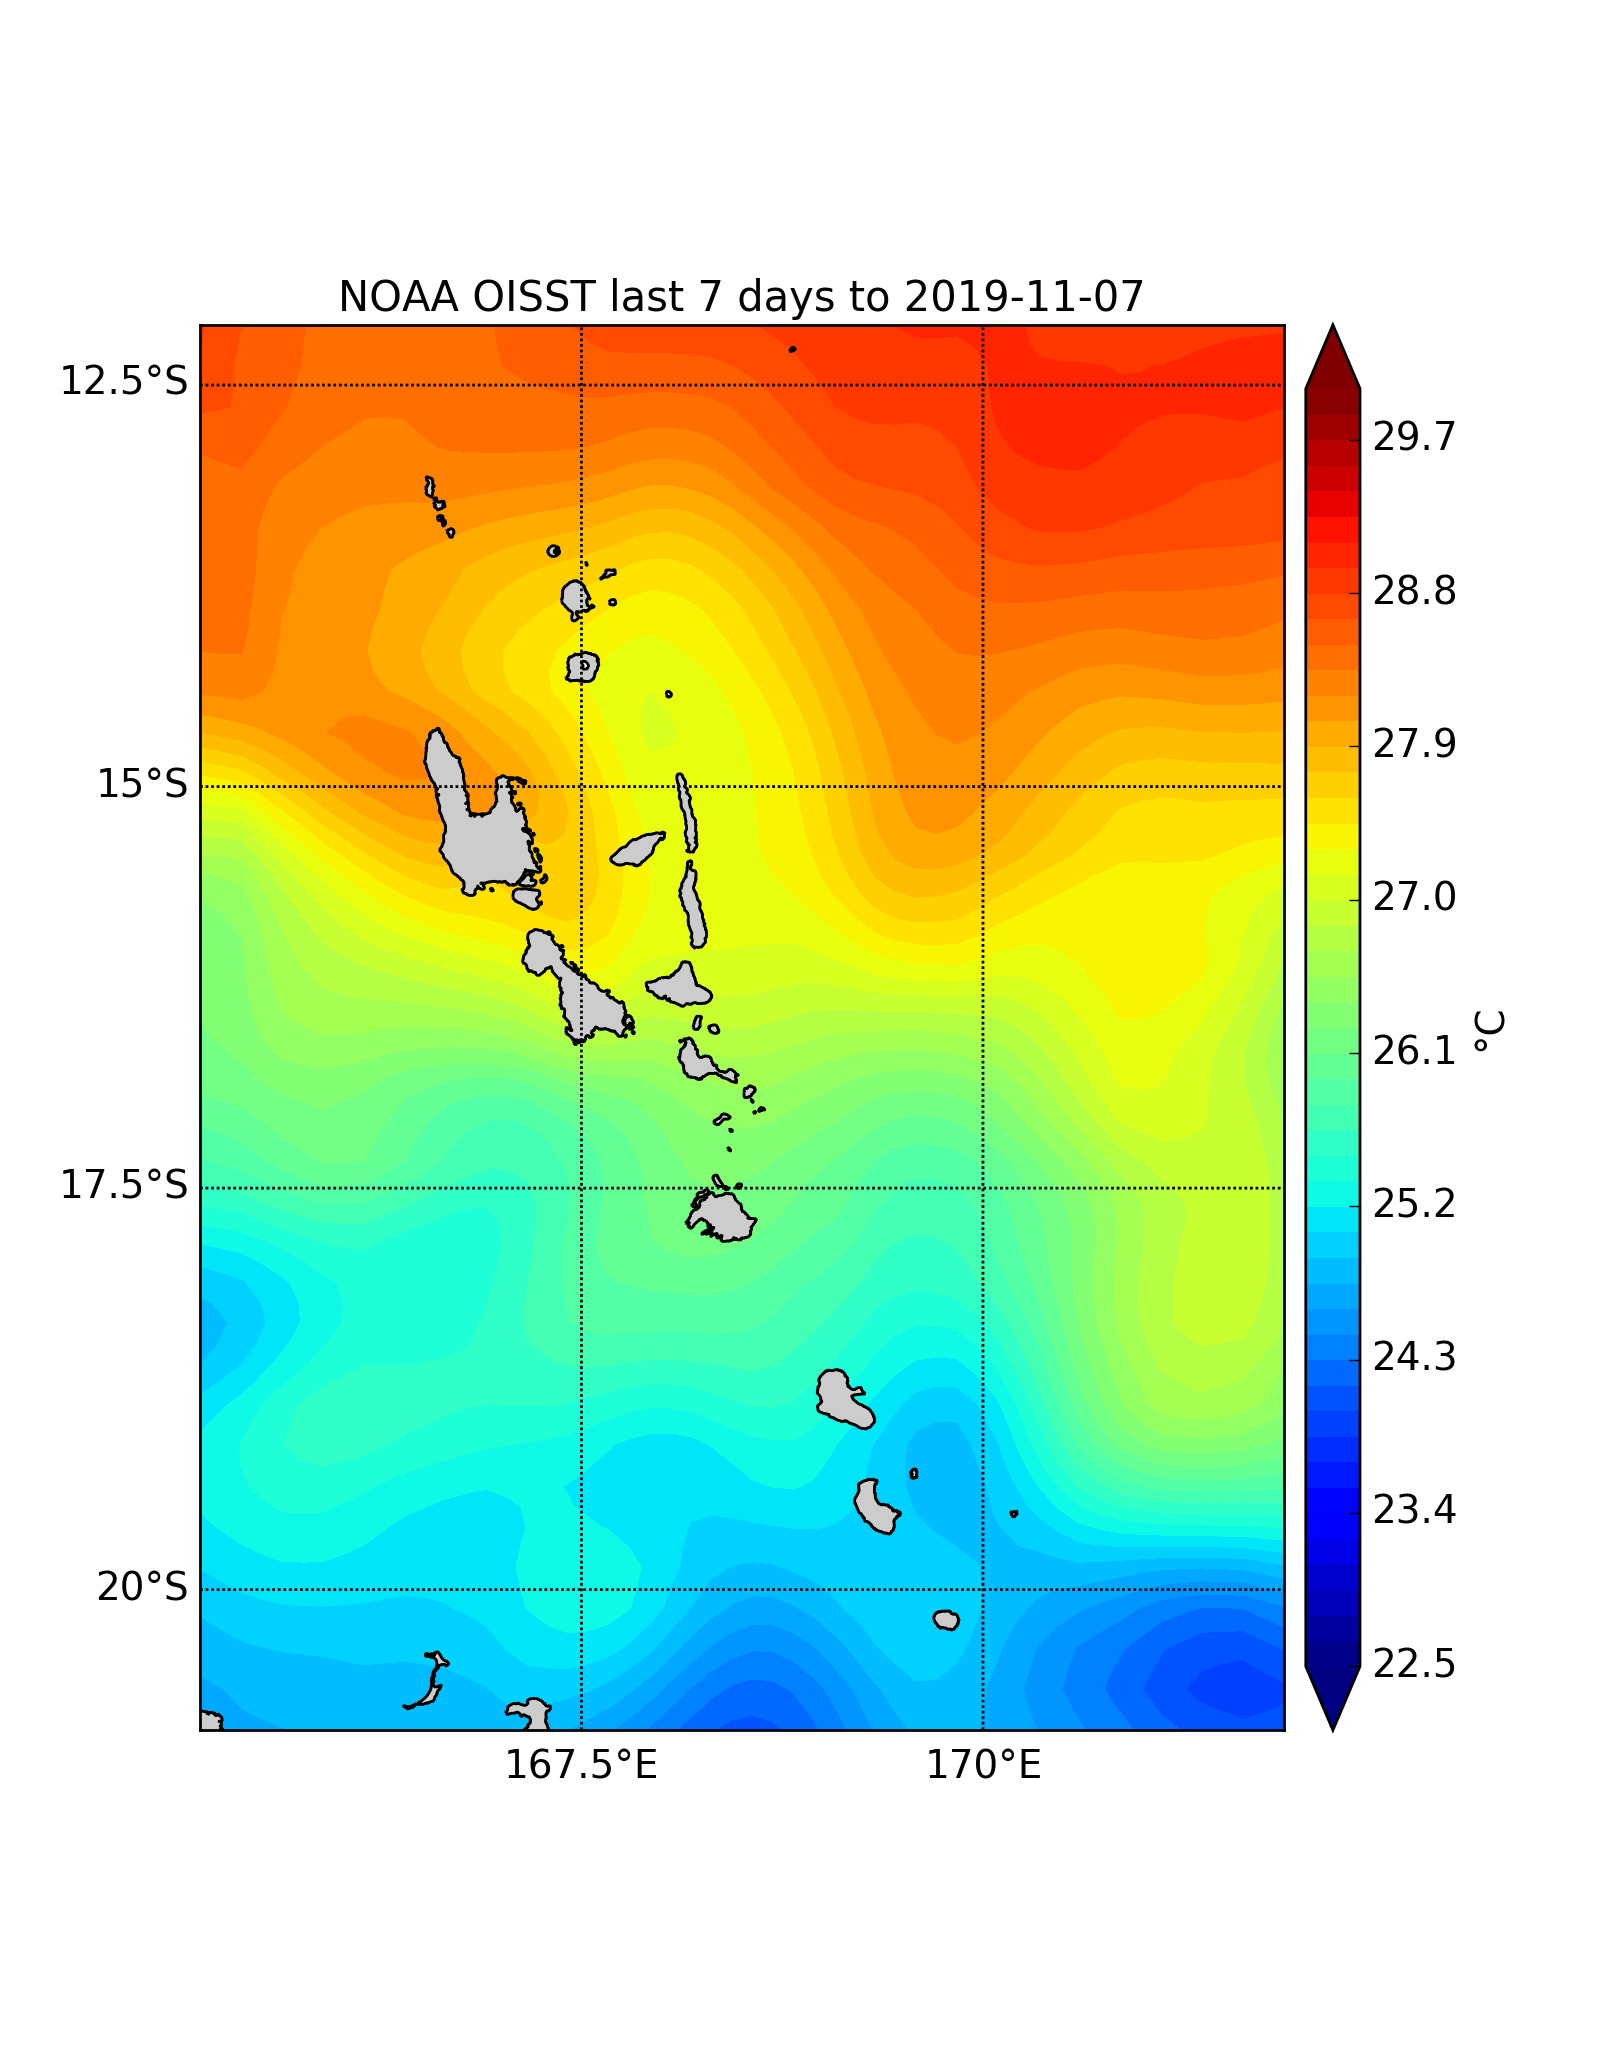 NOAA OISST last 7 days to 2019-11-07
12.5°S
15°S
17.5°S
20°S
167.5°E
170°E
29.7
28.8
27.9
27.0
26.1
25.2
24.3
23.4
22.5
°C